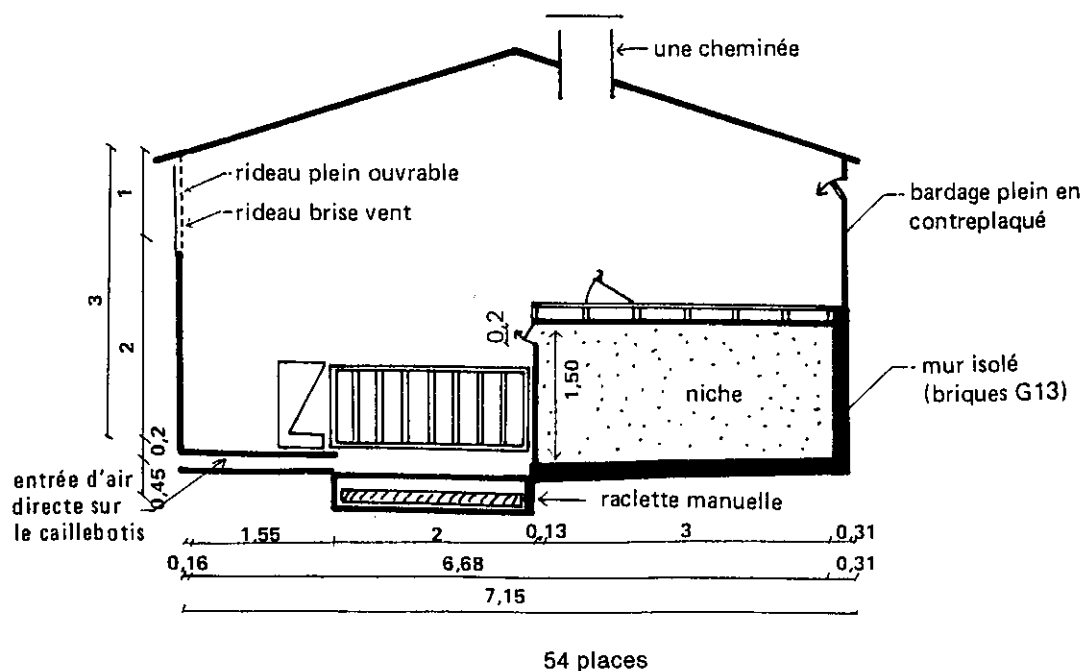 une cheminée
rideau plein ouvrable
rideau brise vent
bardage plein en
contreplaqué
1
3
2
0,2
0,45
0,2
1,50
niche
mur isolé
(briques G13)
entrée d'air
directe sur
le caillebotis
raclette manuelle
1,55 2 0,13 3 0,31
0,16 6,68 0,31
7,15
54 places